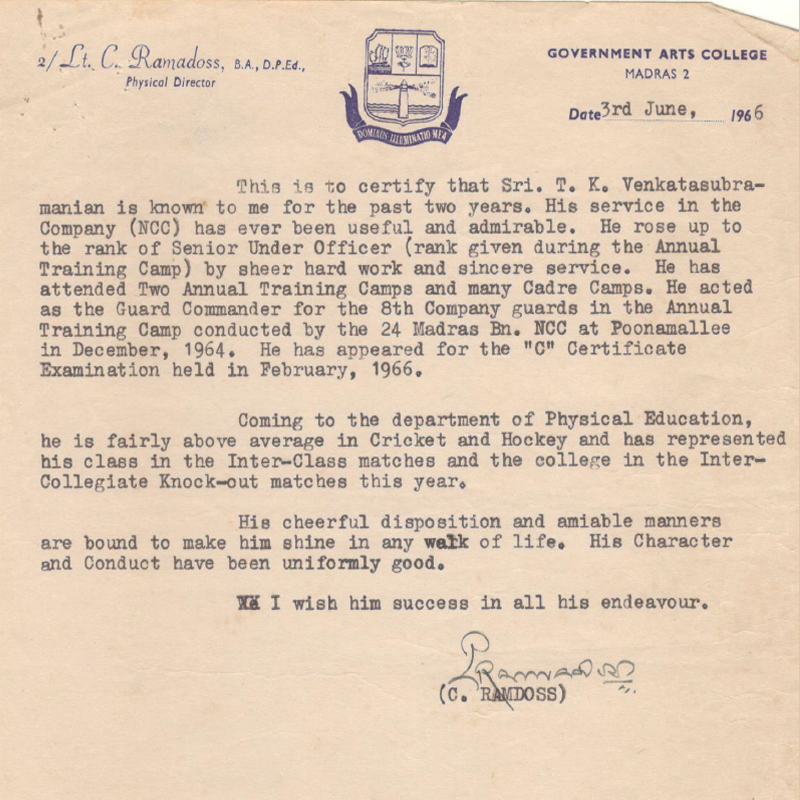 2/ Lt. C. Ramadoss, B.A., D.P.Ed.,
Physical Director
DOMINUS ILLUMINATIO MEA
GOVERNMENT ARTS COLLEGE
MADRAS 2
Date 3rd June, 1966
This is to certify that Sri. T. K. Venkatasubra-
manian is known to me for the past two years. His service in the
Company (NCC) has ever been useful and admirable. He rose up to
the rank of Senior Under Officer (rank given during the Annual
Training Camp) by sheer hard work and sincere service. He has
attended Two Annual Training Camps and many Cadre Camps. He acted
as the Guard Commander for the 8th Company guards in the Annual
Training Camp conducted by the 24 Madras Bn. NCC at Poonamallee
in December, 1964. He has appeared for the "C" Certificate
Examination held in February, 1966.
Coming to the department of Physical Education,
he is fairly above average in Cricket and Hockey and has represented
his class in the Inter-Class matches and the college in the Inter-
Collegiate Knock-out matches this year.
His cheerful disposition and amiable manners
are bound to make him shine in any walk of life. His Character
and Conduct have been uniformly good.
I wish him success in all his endeavour.
CRamadoss
(C. RAMDOSS)